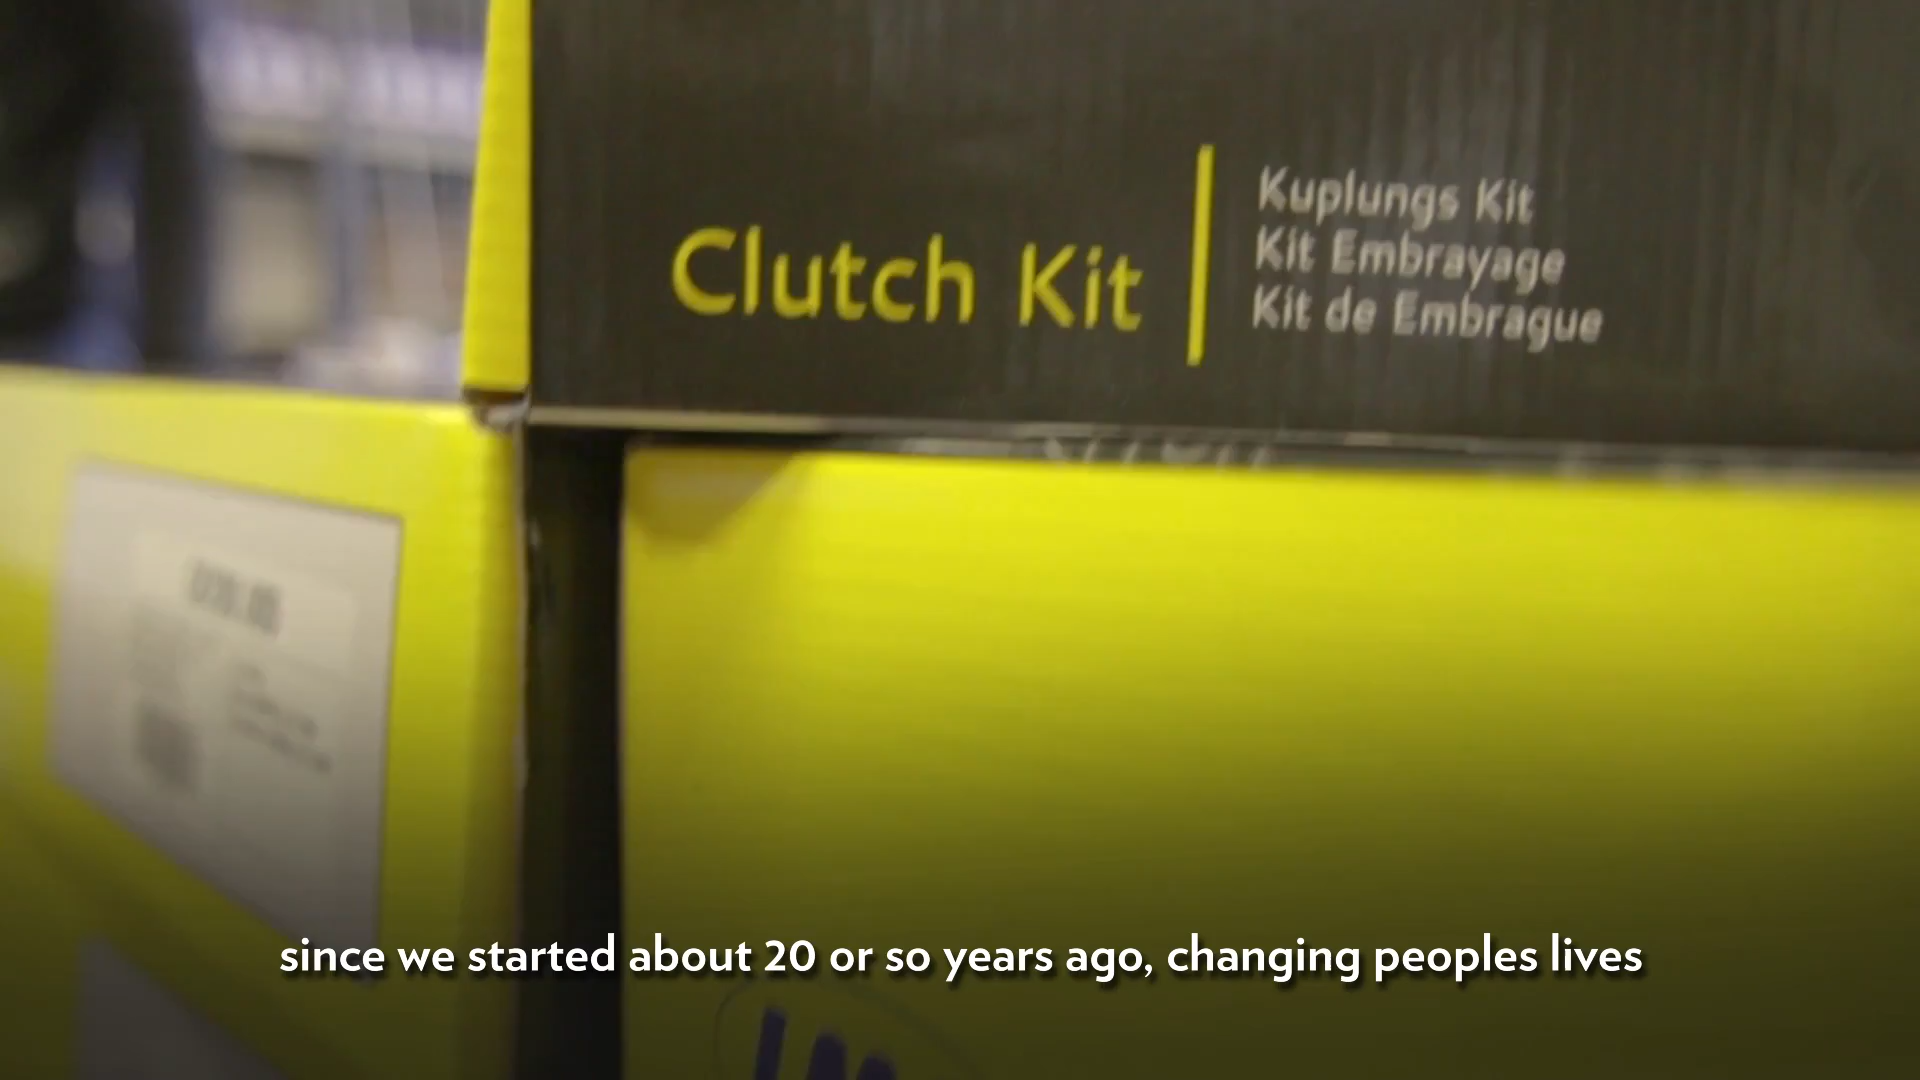 Clutch Kit
Kuplungs Kit
Kit Embrayage
Kit de Embrague
since we started about 20 or so years ago, changing peoples lives